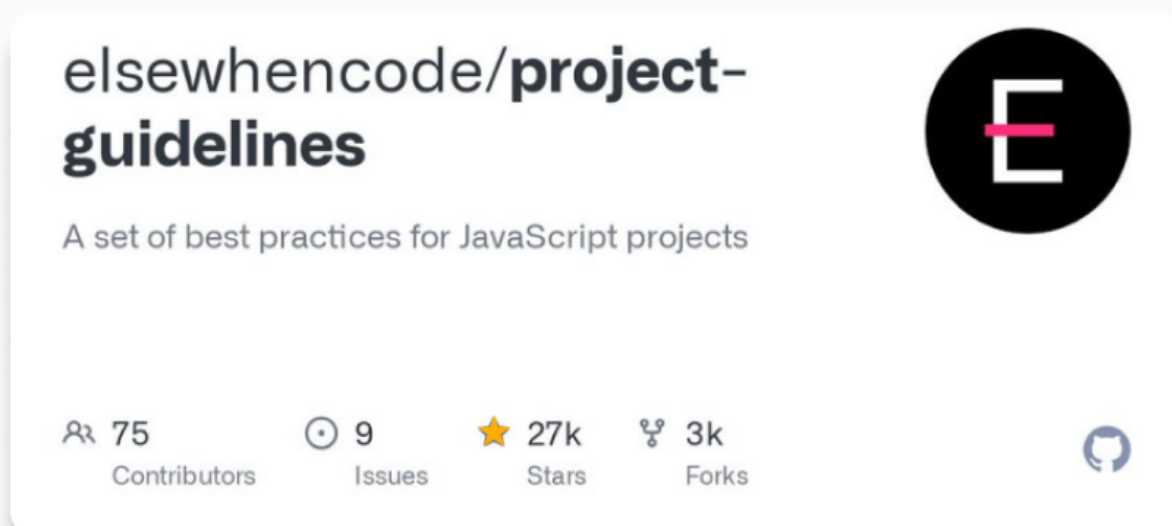 elsewhencode/project-
guidelines
A set of best practices for JavaScript projects
75 9 27k 3k
Contributors Issues Stars Forks
E